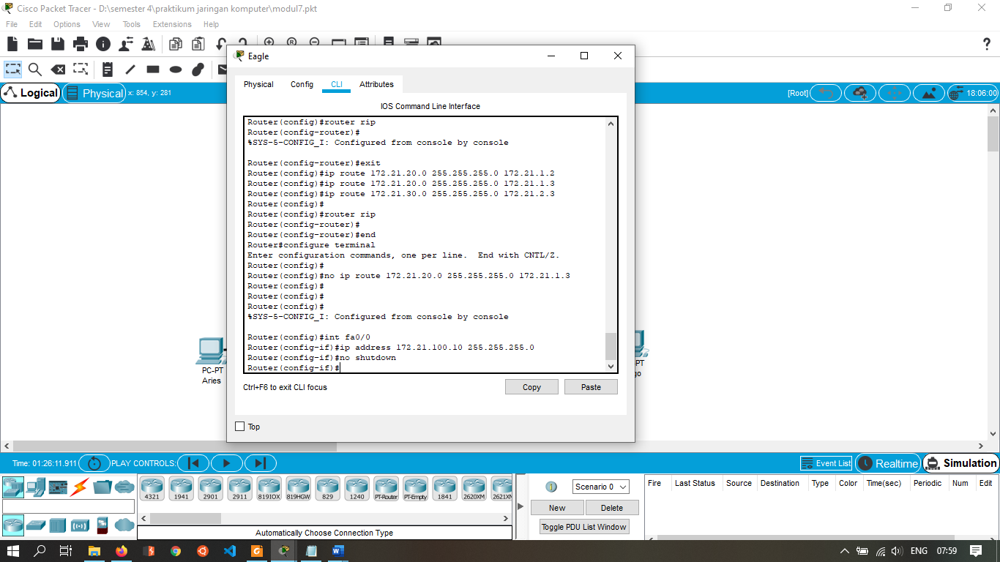 Cisco Packet Tracer - D:\semester 4\praktikum jaringan komputer\modul7.pkt
File Edit Options View Tools Extensions Help
Eagle
Logical
Physical
x: 854, y: 281
[Root]
18:06:00
Physical Config CLI Attributes
IOS Command Line Interface
Router(config)#router rip
Router(config-router)#
%SYS-5-CONFIG_I: Configured from console by console
Router(config-router)#exit
Router(config)#ip route 172.21.20.0 255.255.255.0 172.21.1.2
Router(config)#ip route 172.21.20.0 255.255.255.0 172.21.1.3
Router(config)#ip route 172.21.30.0 255.255.255.0 172.21.2.3
Router(config)#
Router(config)#router rip
Router(config-router)#
Router(config-router)#end
Router#configure terminal
Enter configuration commands, one per line.  End with CNTL/Z.
Router(config)#
Router(config)#no ip route 172.21.20.0 255.255.255.0 172.21.1.3
Router(config)#
Router(config)#
Router(config)#
%SYS-5-CONFIG_I: Configured from console by console
Router(config)#int fa0/0
Router(config-if)#ip address 172.21.100.10 255.255.255.0
Router(config-if)#no shutdown
Router(config-if)#
PC-PT
Aries
PT
go
Ctrl+F6 to exit CLI focus
Copy
Paste
Top
Time: 01:26:11.911
PLAY CONTROLS:
Event List
Realtime
Simulation
4321 1941 2901 2911 819IOX 819HGW 829 1240 PT-Router PT-Empty 1841 2620XM 2621XM
Automatically Choose Connection Type
Scenario 0
New
Delete
Toggle PDU List Window
Fire Last Status Source Destination Type Color Time(sec) Periodic Num Edit
ENG
07:59